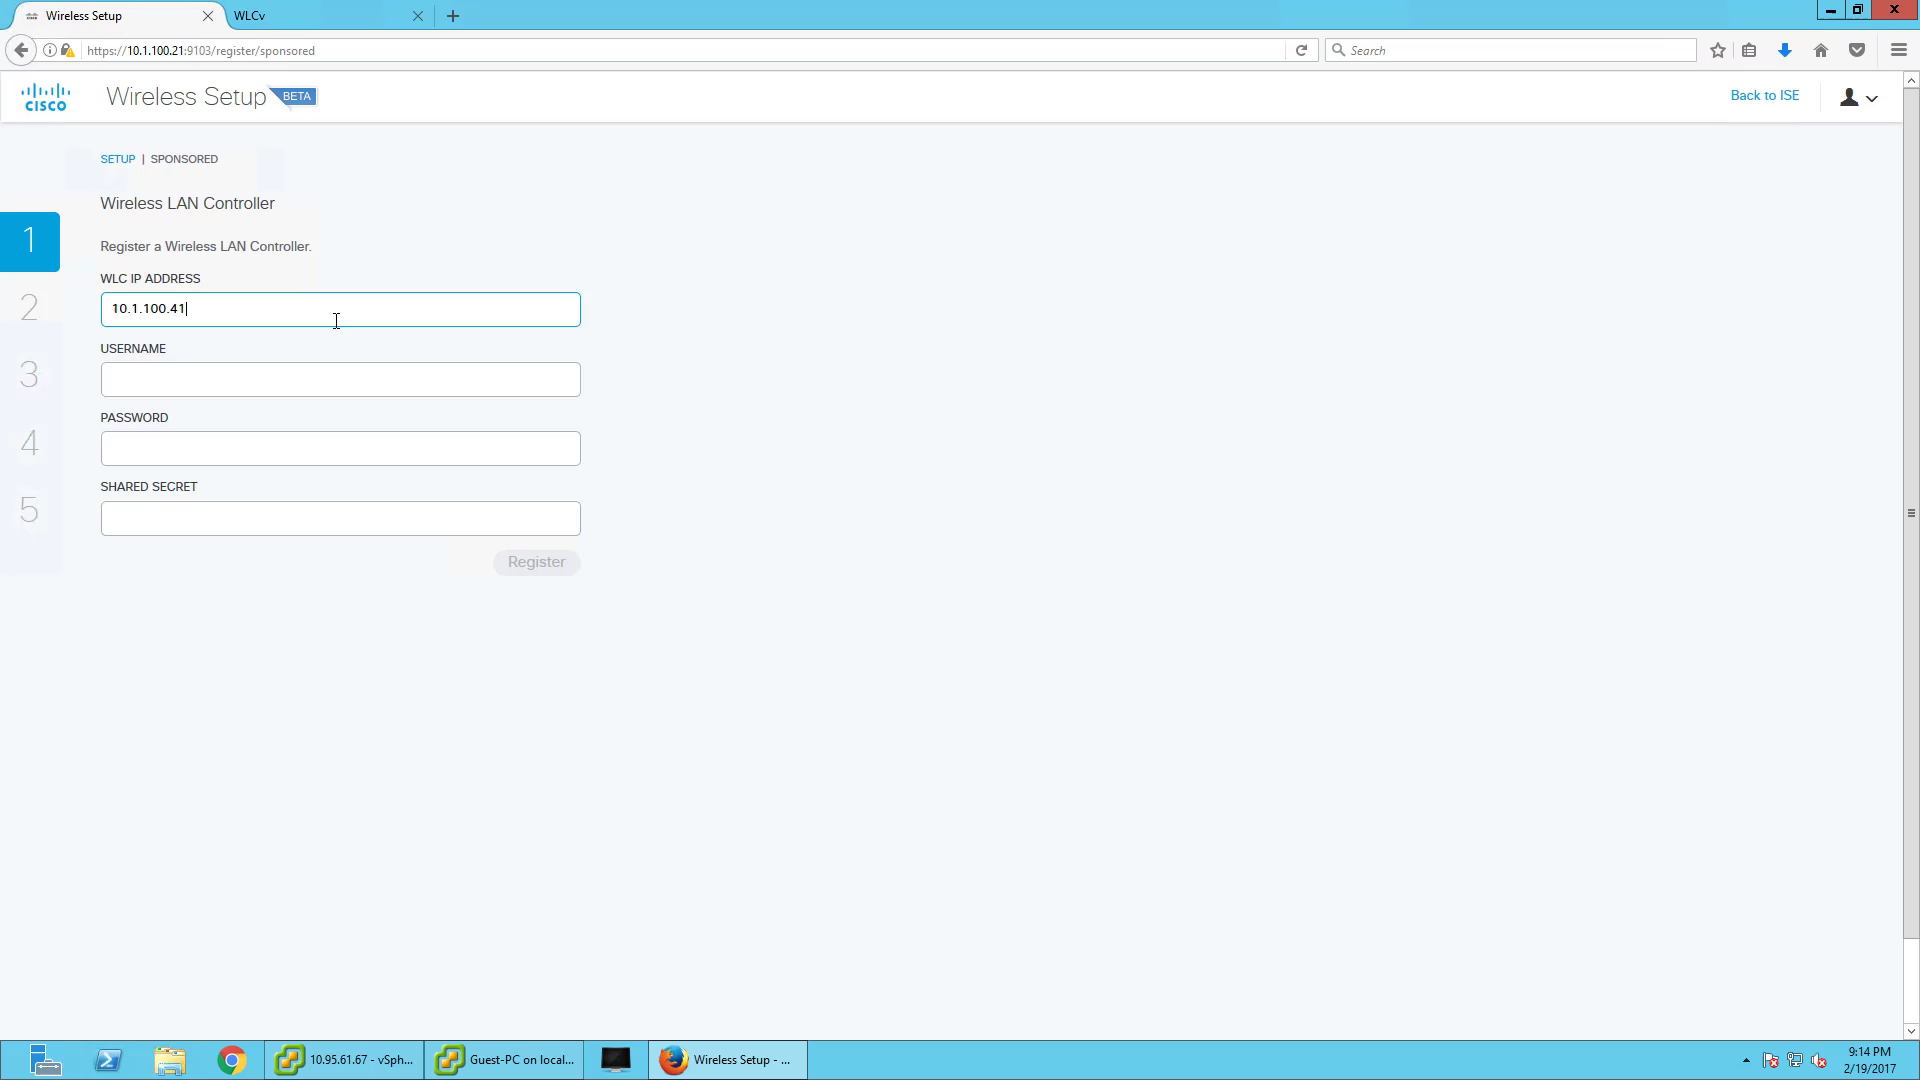 Wireless Setup
WLCv
https://10.1.100.21:9103/register/sponsored
Search
CISCO
Wireless Setup
BETA
Back to ISE
SETUP | SPONSORED
Wireless LAN Controller
1
Register a Wireless LAN Controller.
WLC IP ADDRESS
2
10.1.100.41
USERNAME
3
PASSWORD
4
SHARED SECRET
5
Register
10.95.61.67 - vSph...
Guest-PC on local...
Wireless Setup - ...
9:14 PM
2/19/2017